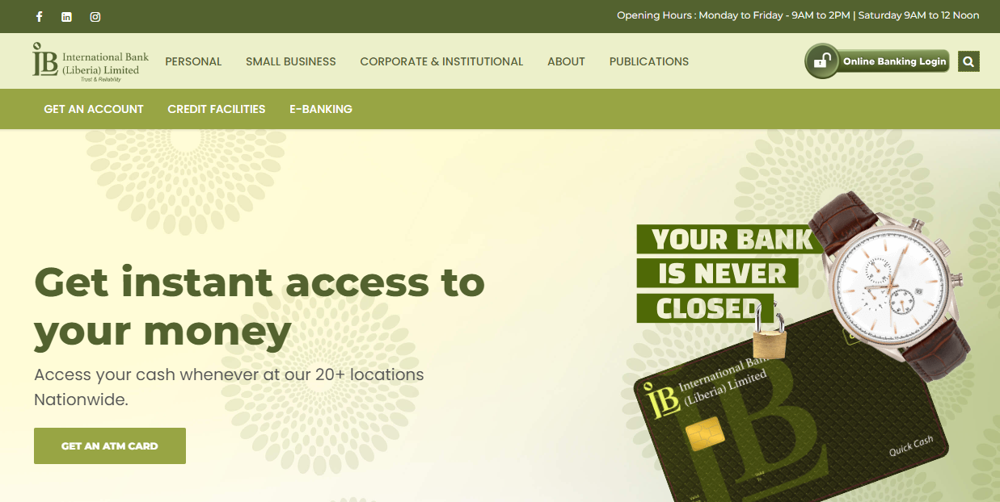 Opening Hours : Monday to Friday - 9AM to 2PM | Saturday 9AM to 12 Noon
IB International Bank
(Liberia) Limited
Trust & Reliability
PERSONAL
SMALL BUSINESS
CORPORATE & INSTITUTIONAL
ABOUT
PUBLICATIONS
Online Banking Login
GET AN ACCOUNT
CREDIT FACILITIES
E-BANKING
Get instant access to
your money
Access your cash whenever at our 20+ locations
Nationwide.
GET AN ATM CARD
YOUR BANK
IS NEVER
CLOSED
IB International Bank
(Liberia) Limited
IB
Quick Cash